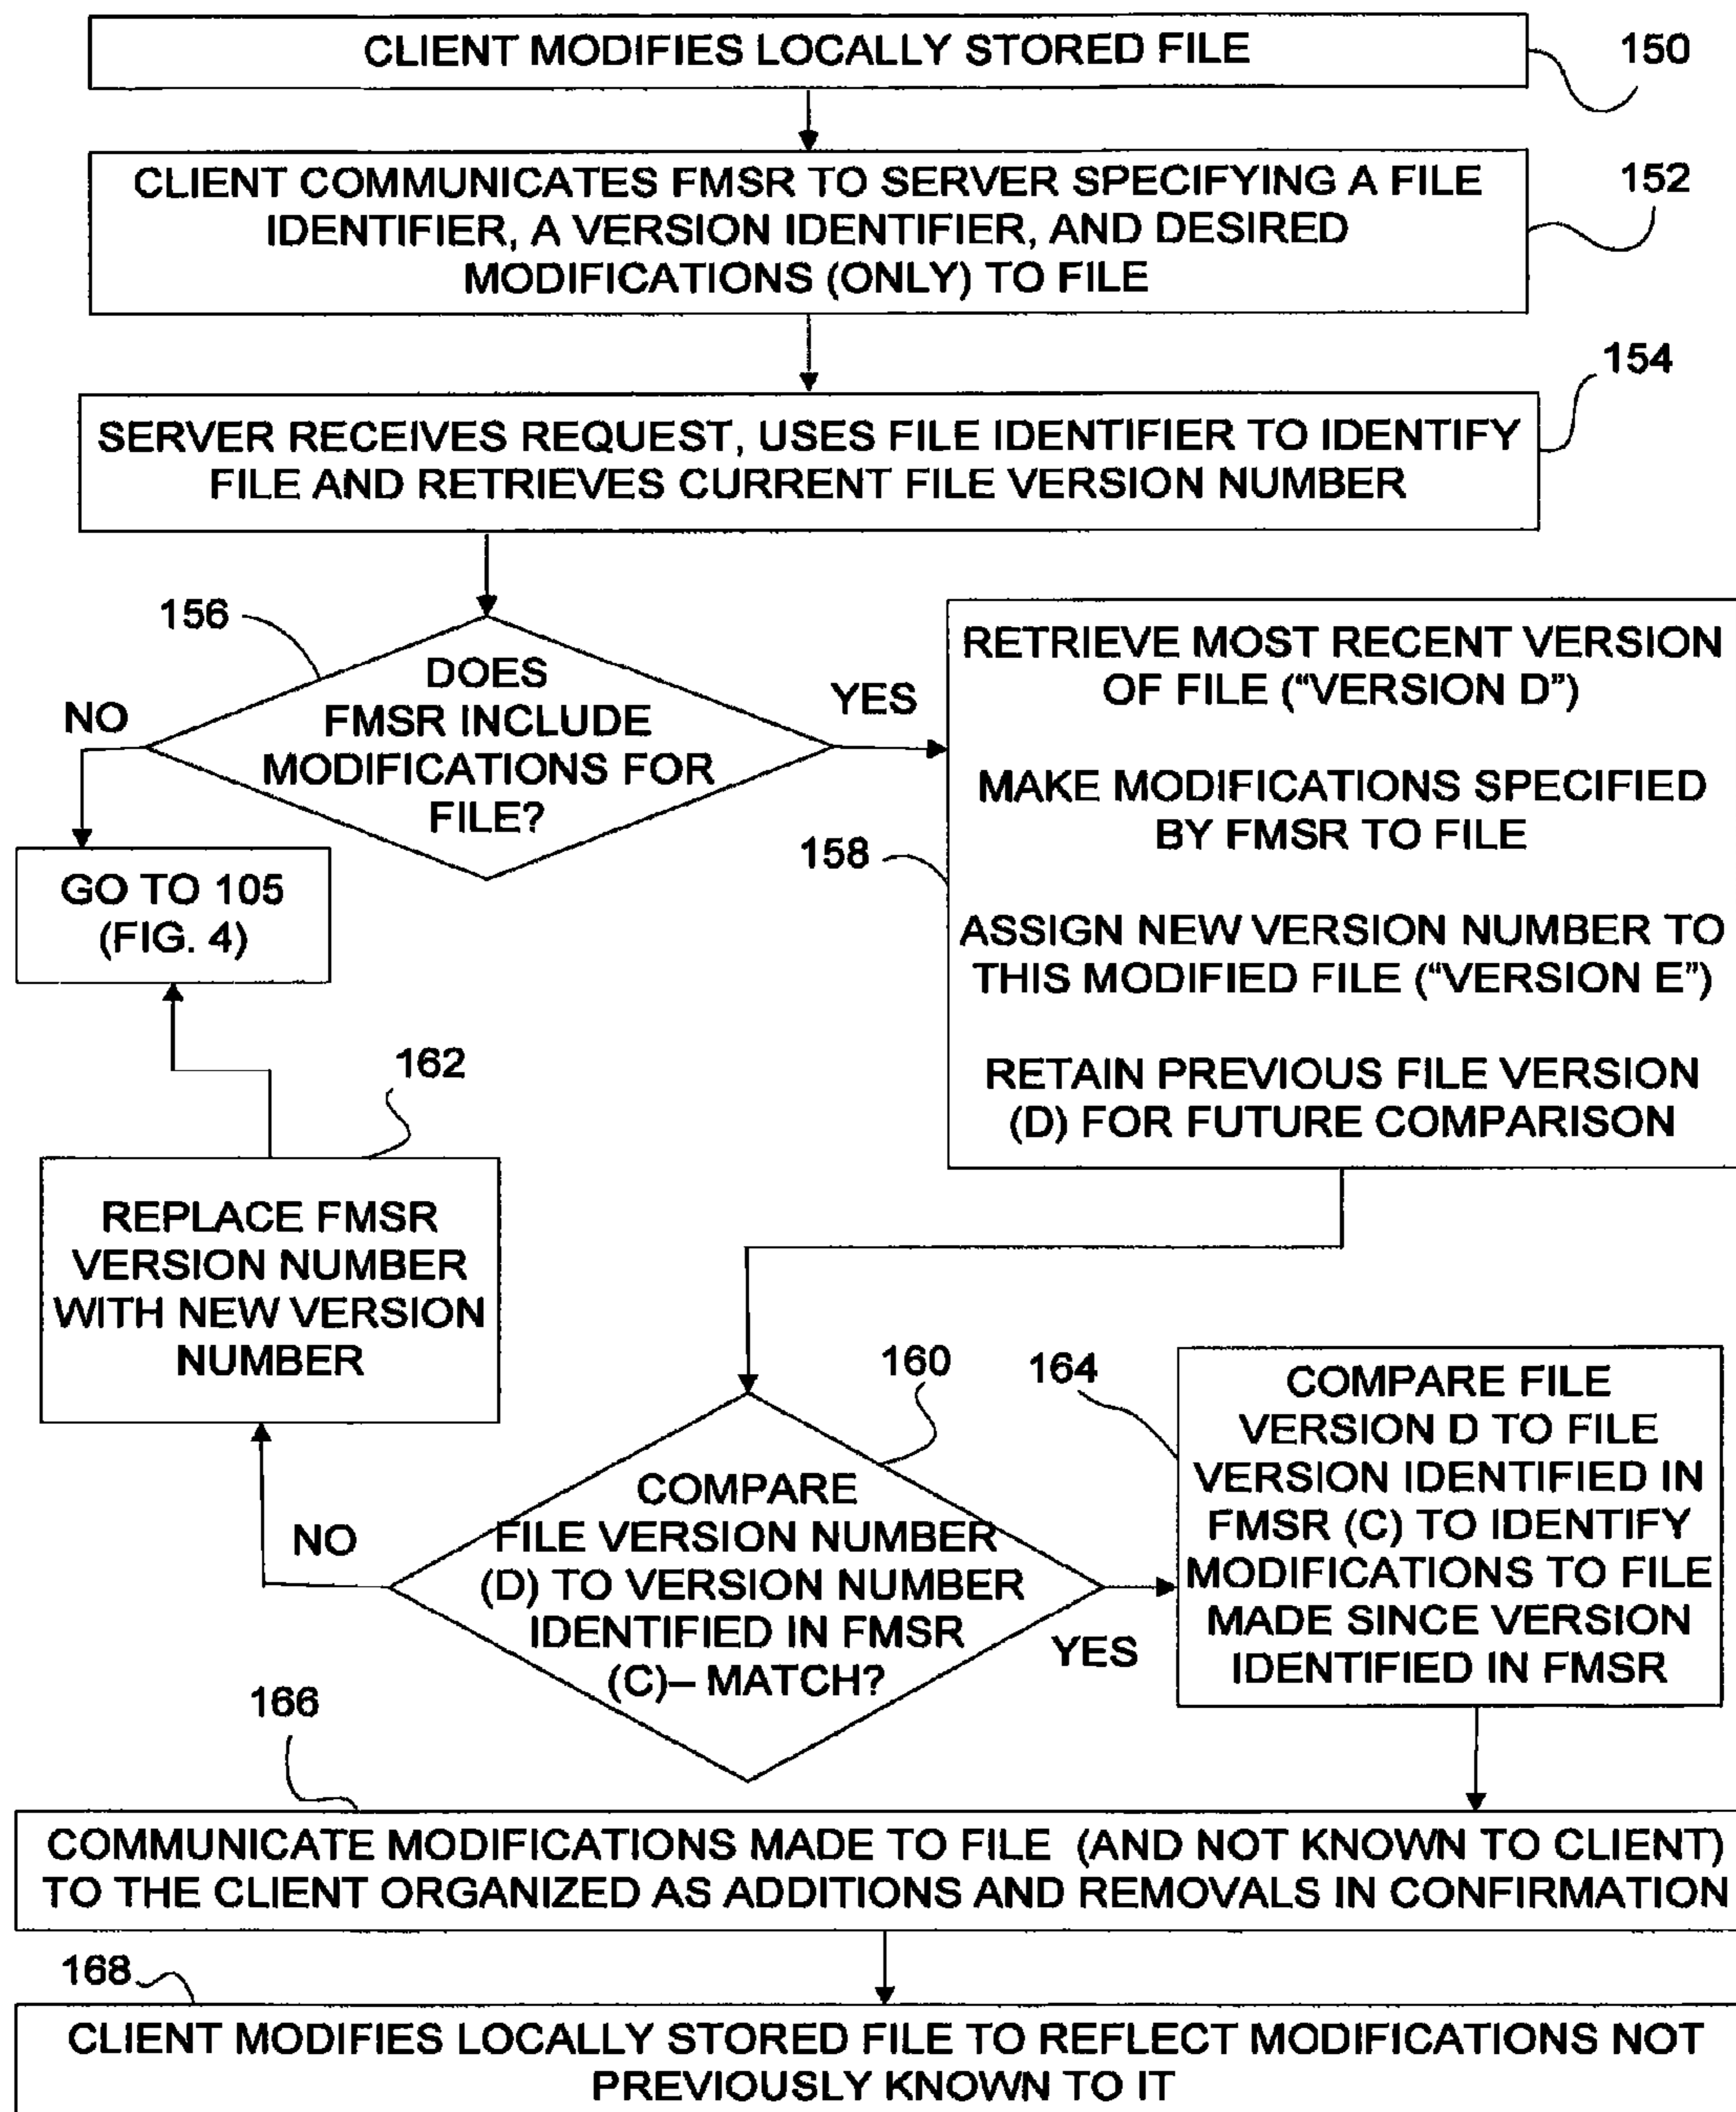 CLIENT MODIFIES LOCALLY STORED FILE
150
CLIENT COMMUNICATES FMSR TO SERVER SPECIFYING A FILE
IDENTIFIER, A VERSION IDENTIFIER, AND DESIRED
MODIFICATIONS (ONLY) TO FILE
152
154
SERVER RECEIVES REQUEST, USES FILE IDENTIFIER TO IDENTIFY
FILE AND RETRIEVES CURRENT FILE VERSION NUMBER
156
DOES
FMSR INCLUDE
MODIFICATIONS FOR
FILE?
NO
YES
GO TO 105
(FIG. 4)
158
RETRIEVE MOST RECENT VERSION
OF FILE (“VERSION D”)
MAKE MODIFICATIONS SPECIFIED
BY FMSR TO FILE
ASSIGN NEW VERSION NUMBER TO
THIS MODIFIED FILE (“VERSION E”)
RETAIN PREVIOUS FILE VERSION
(D) FOR FUTURE COMPARISON
162
REPLACE FMSR
VERSION NUMBER
WITH NEW VERSION
NUMBER
160
COMPARE
FILE VERSION NUMBER
(D) TO VERSION NUMBER
IDENTIFIED IN FMSR
(C)– MATCH?
NO
YES
164
COMPARE FILE
VERSION D TO FILE
VERSION IDENTIFIED IN
FMSR (C) TO IDENTIFY
MODIFICATIONS TO FILE
MADE SINCE VERSION
IDENTIFIED IN FMSR
166
COMMUNICATE MODIFICATIONS MADE TO FILE (AND NOT KNOWN TO CLIENT)
TO THE CLIENT ORGANIZED AS ADDITIONS AND REMOVALS IN CONFIRMATION
168
CLIENT MODIFIES LOCALLY STORED FILE TO REFLECT MODIFICATIONS NOT
PREVIOUSLY KNOWN TO IT